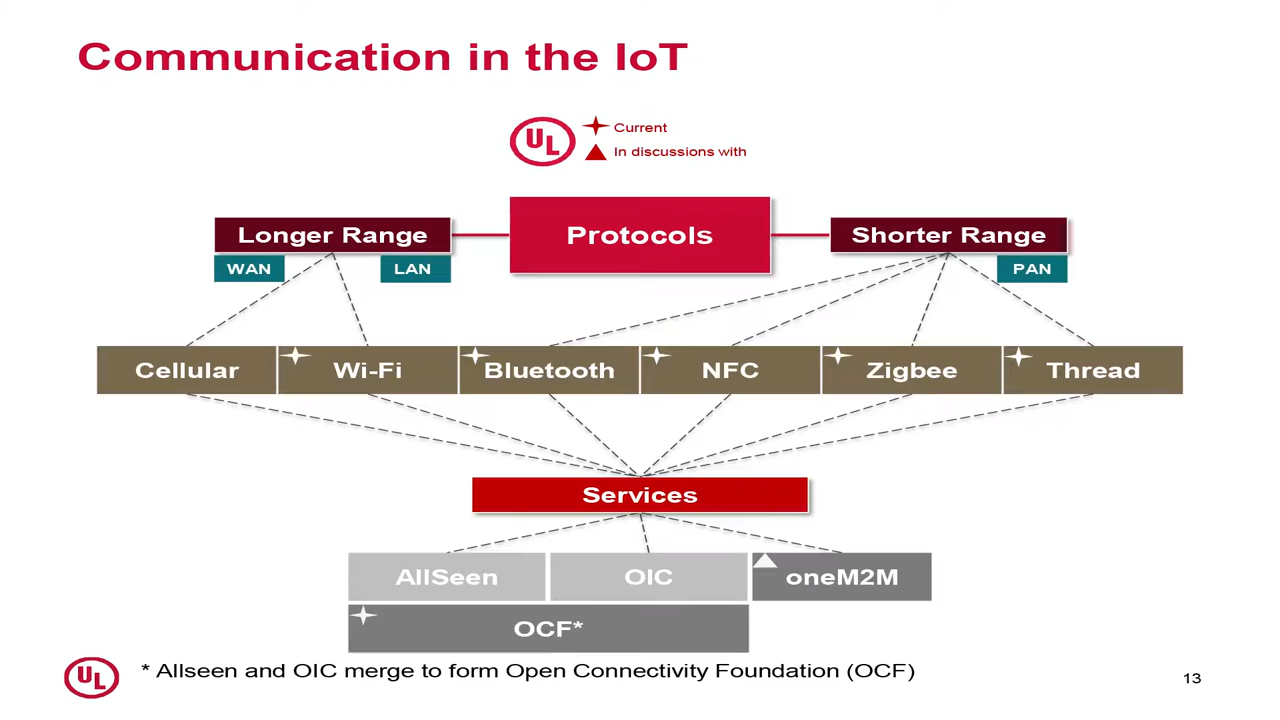 Communication in the IoT
UL
Current
In discussions with
Longer Range
Protocols
Shorter Range
WAN
LAN
PAN
Cellular
Wi-Fi
Bluetooth
NFC
Zigbee
Thread
Services
AllSeen
OIC
oneM2M
OCF*
UL
* Allseen and OIC merge to form Open Connectivity Foundation (OCF)
13